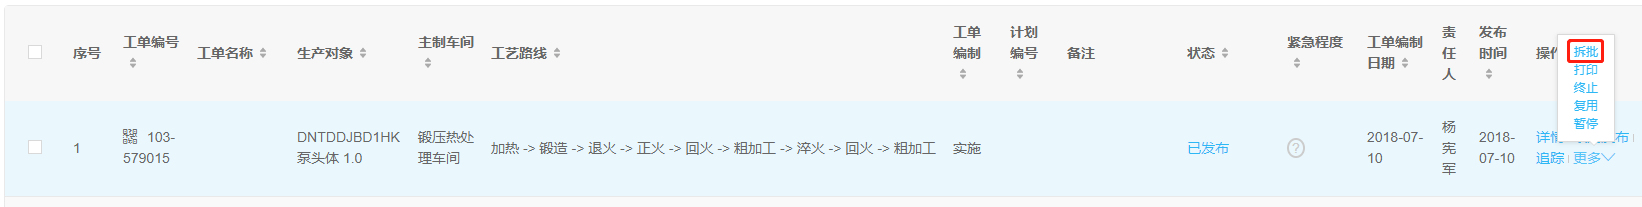 序号
工单编号
工单名称
生产对象
主制车间
工艺路线
工单
编制
计划
编号
备注
状态
紧急程度
工单编制
日期
责
任
人
发布
时间
操作
拆批
打印
终止
复用
暂停
1
103-
579015
DNTDDJBD1HK
泵头体 1.0
锻压热处
理车间
加热 -> 锻造 -> 退火 -> 正火 -> 回火 -> 粗加工 -> 淬火 -> 回火 -> 粗加工
实施
已发布
?
2018-07-
10
杨
宪
军
2018-
07-10
详情
布
追踪
更多